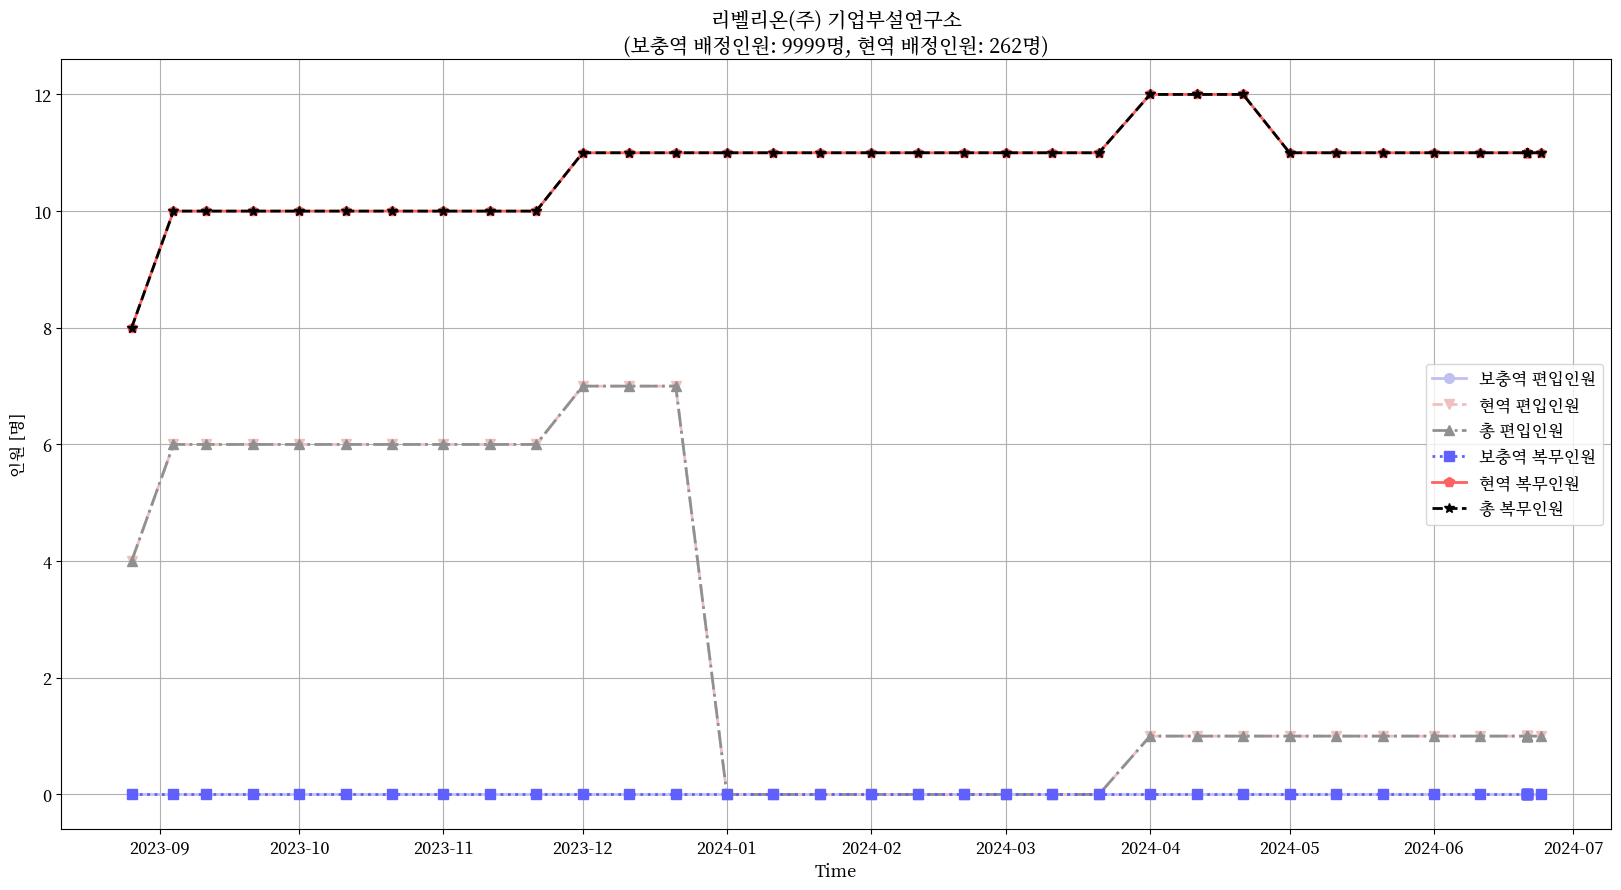 리벨리온(주) 기업부설연구소
(보충역 배정인원: 9999명, 현역 배정인원: 262명)
인원 [명]
12
10
8
6
4
2
0
보충역 편입인원
현역 편입인원
총 편입인원
보충역 복무인원
현역 복무인원
총 복무인원
2023-09 2023-10 2023-11 2023-12 2024-01 2024-02 2024-03 2024-04 2024-05 2024-06 2024-07
Time